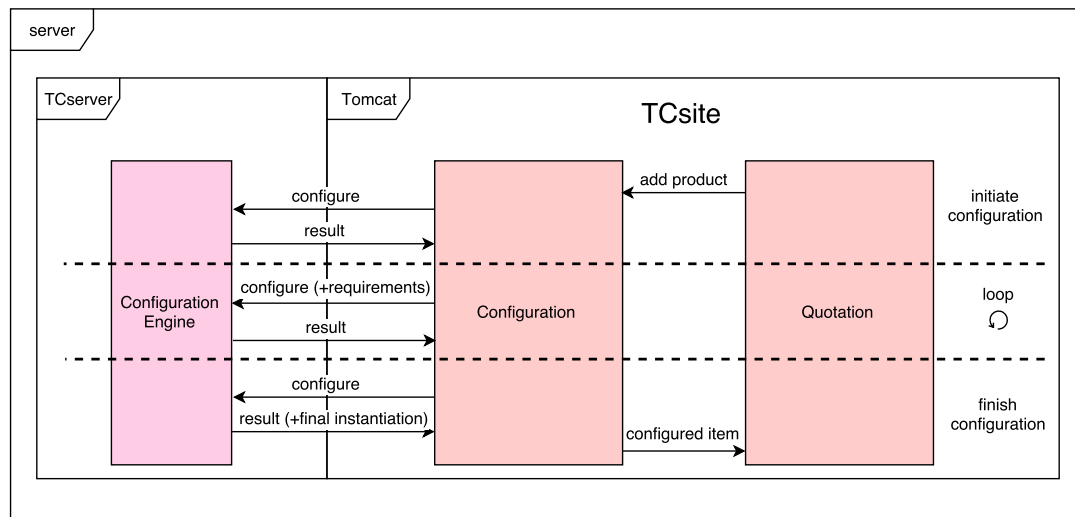 server
TCserver
Tomcat
TCsite
add product
configure
result
initiate
configuration
configure (+requirements)
result
Configuration
Engine
Configuration
Quotation
loop
configure
result (+final instantiation)
configured item
finish
configuration